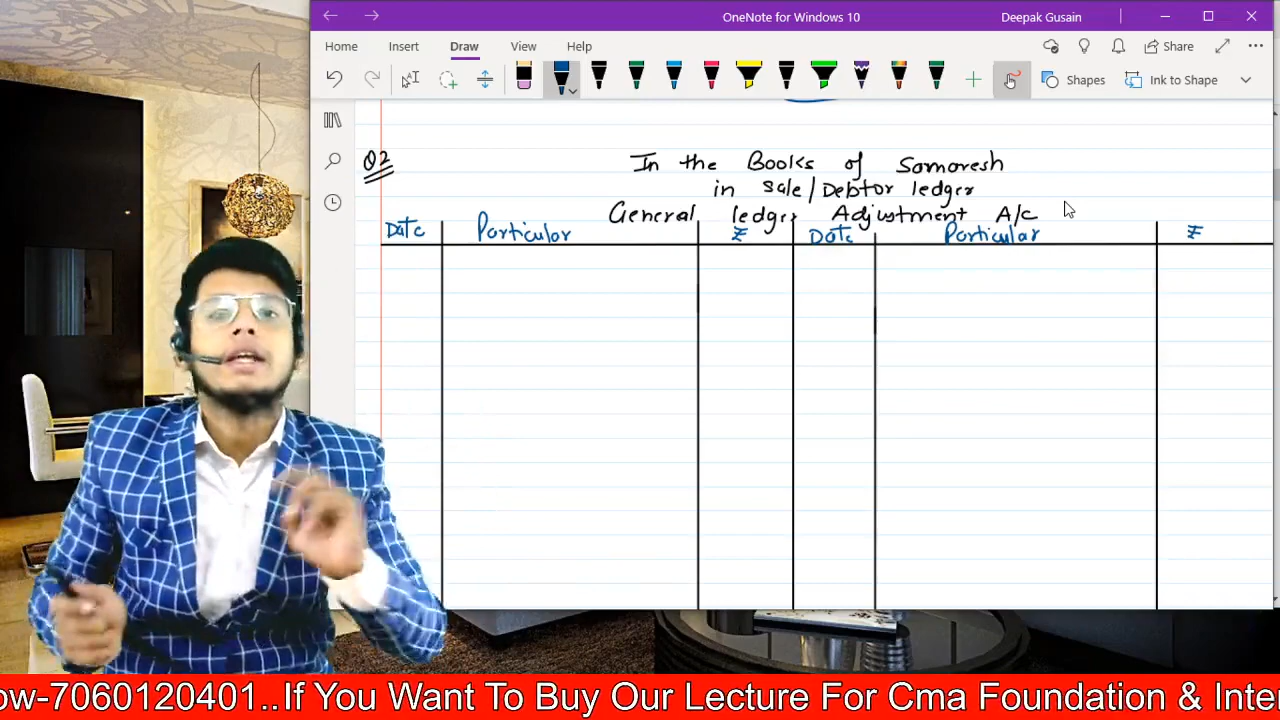 OneNote for Windows 10
Deepak Gusain
Home Insert Draw View Help
Share
Shapes
Ink to Shape
Q2
In the Books of Samaresh
in Sale/Debtor ledger
General ledger Adjustment A/c
Date Particular ₹ Date Particular ₹
ow-7060120401..If You Want To Buy Our Lecture For Cma Foundation & Inte